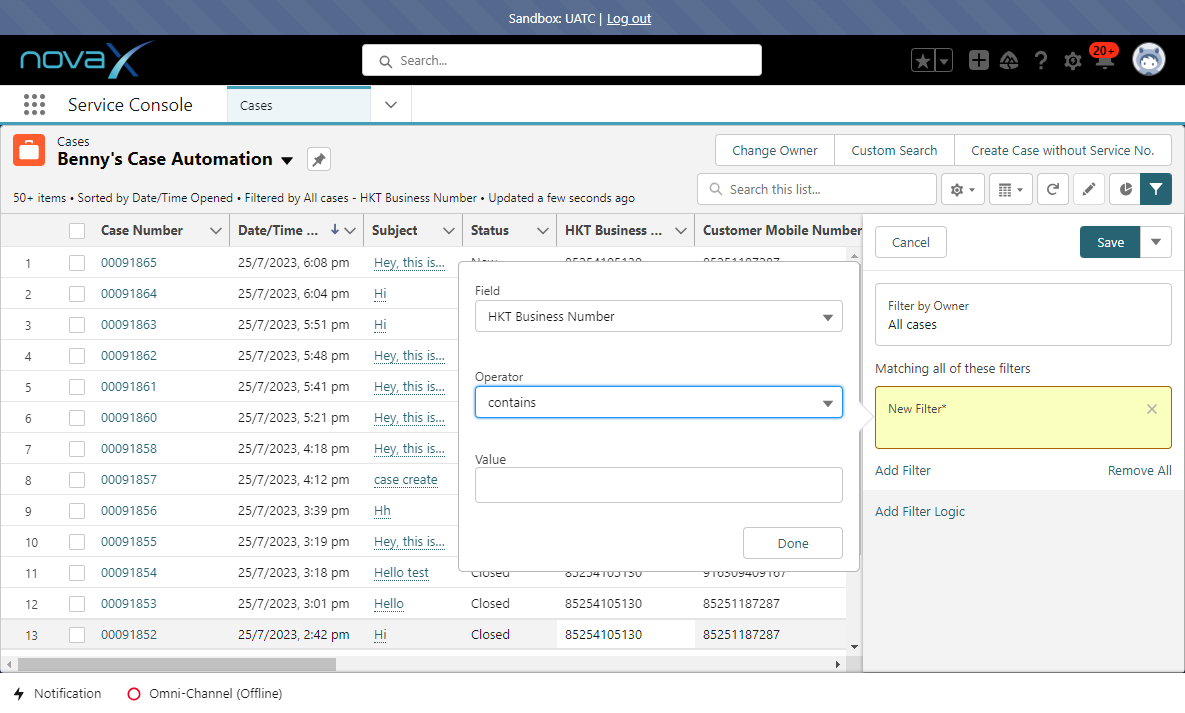 Sandbox: UATC | Log out
novaX
Search...
20+
Service Console
Cases
Cases
Benny's Case Automation
Change Owner
Custom Search
Create Case without Service No.
50+ items • Sorted by Date/Time Opened • Filtered by All cases - HKT Business Number • Updated a few seconds ago
Search this list...
Case Number Date/Time ... Subject Status HKT Business ... Customer Mobile Number
1 00091865 25/7/2023, 6:08 pm Hey, this is... New 85254105130 85251187287
2 00091864 25/7/2023, 6:04 pm Hi
3 00091863 25/7/2023, 5:51 pm Hi
4 00091862 25/7/2023, 5:48 pm Hey, this is...
5 00091861 25/7/2023, 5:41 pm Hey, this is...
6 00091860 25/7/2023, 5:21 pm Hey, this is...
7 00091858 25/7/2023, 4:18 pm Hey, this is...
8 00091857 25/7/2023, 4:12 pm case create
9 00091856 25/7/2023, 3:39 pm Hh
10 00091855 25/7/2023, 3:19 pm Hey, this is...
11 00091854 25/7/2023, 3:18 pm Hello test Closed 85254105130 916309409167
12 00091853 25/7/2023, 3:01 pm Hello Closed 85254105130 85251187287
13 00091852 25/7/2023, 2:42 pm Hi Closed 85254105130 85251187287
Field
HKT Business Number
Operator
contains
Value
Done
Cancel
Save
Filter by Owner
All cases
Matching all of these filters
New Filter*
Add Filter
Remove All
Add Filter Logic
Notification
Omni-Channel (Offline)